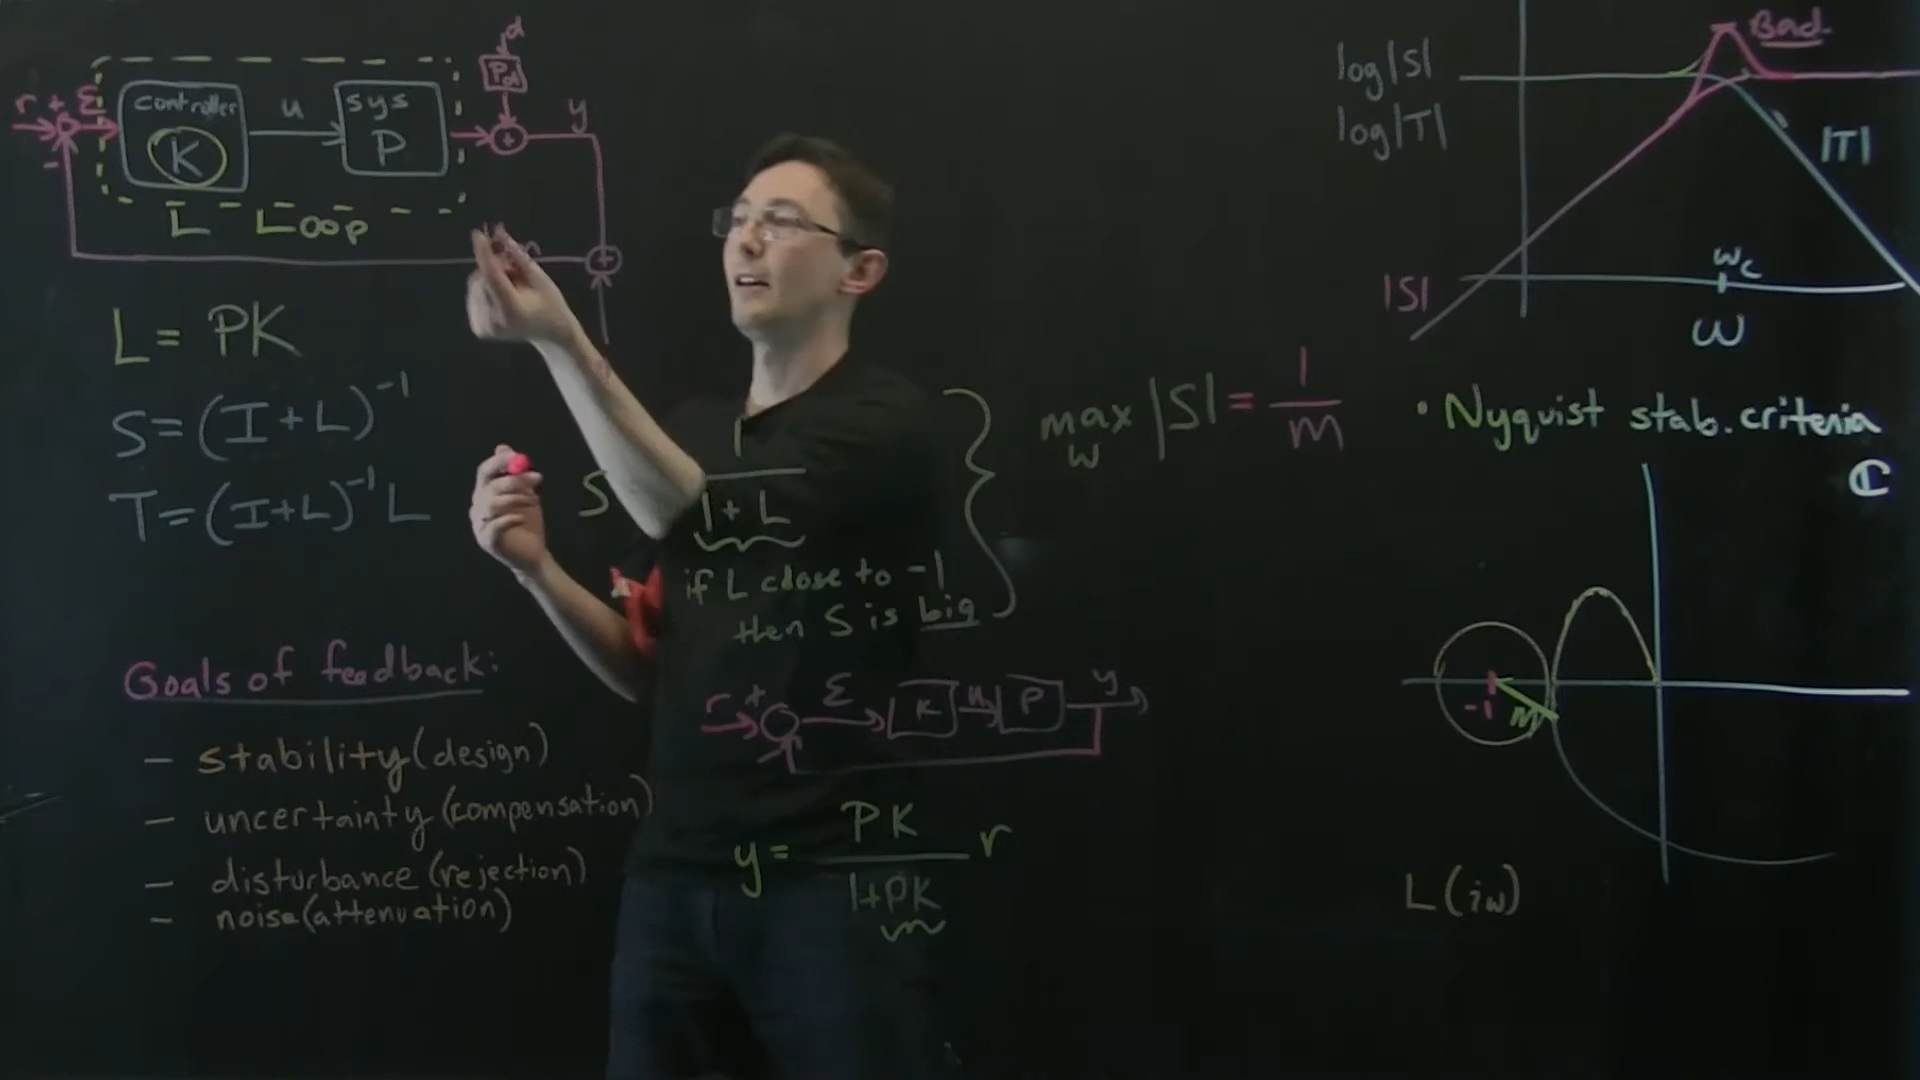 d
P_d
r + ε
-
controller
K
u
sys
P
y
+
L Loop
n
+
L = PK
S = (I + L)^{-1}
T = (I+L)^{-1} L
Goals of feedback:
- stability (design)
- uncertainty (compensation)
- disturbance (rejection)
- noise (attenuation)
S
1
1 + L
if L close to -1
then S is big
max |S| = 1/m
ω
r + ε K u P y
y = PK
1+PK
r
log|S|
log|T|
Bad.
|T|
|S|
ω_c
ω
• Nyquist stab. criteria
ℂ
-1
m
L(iω)